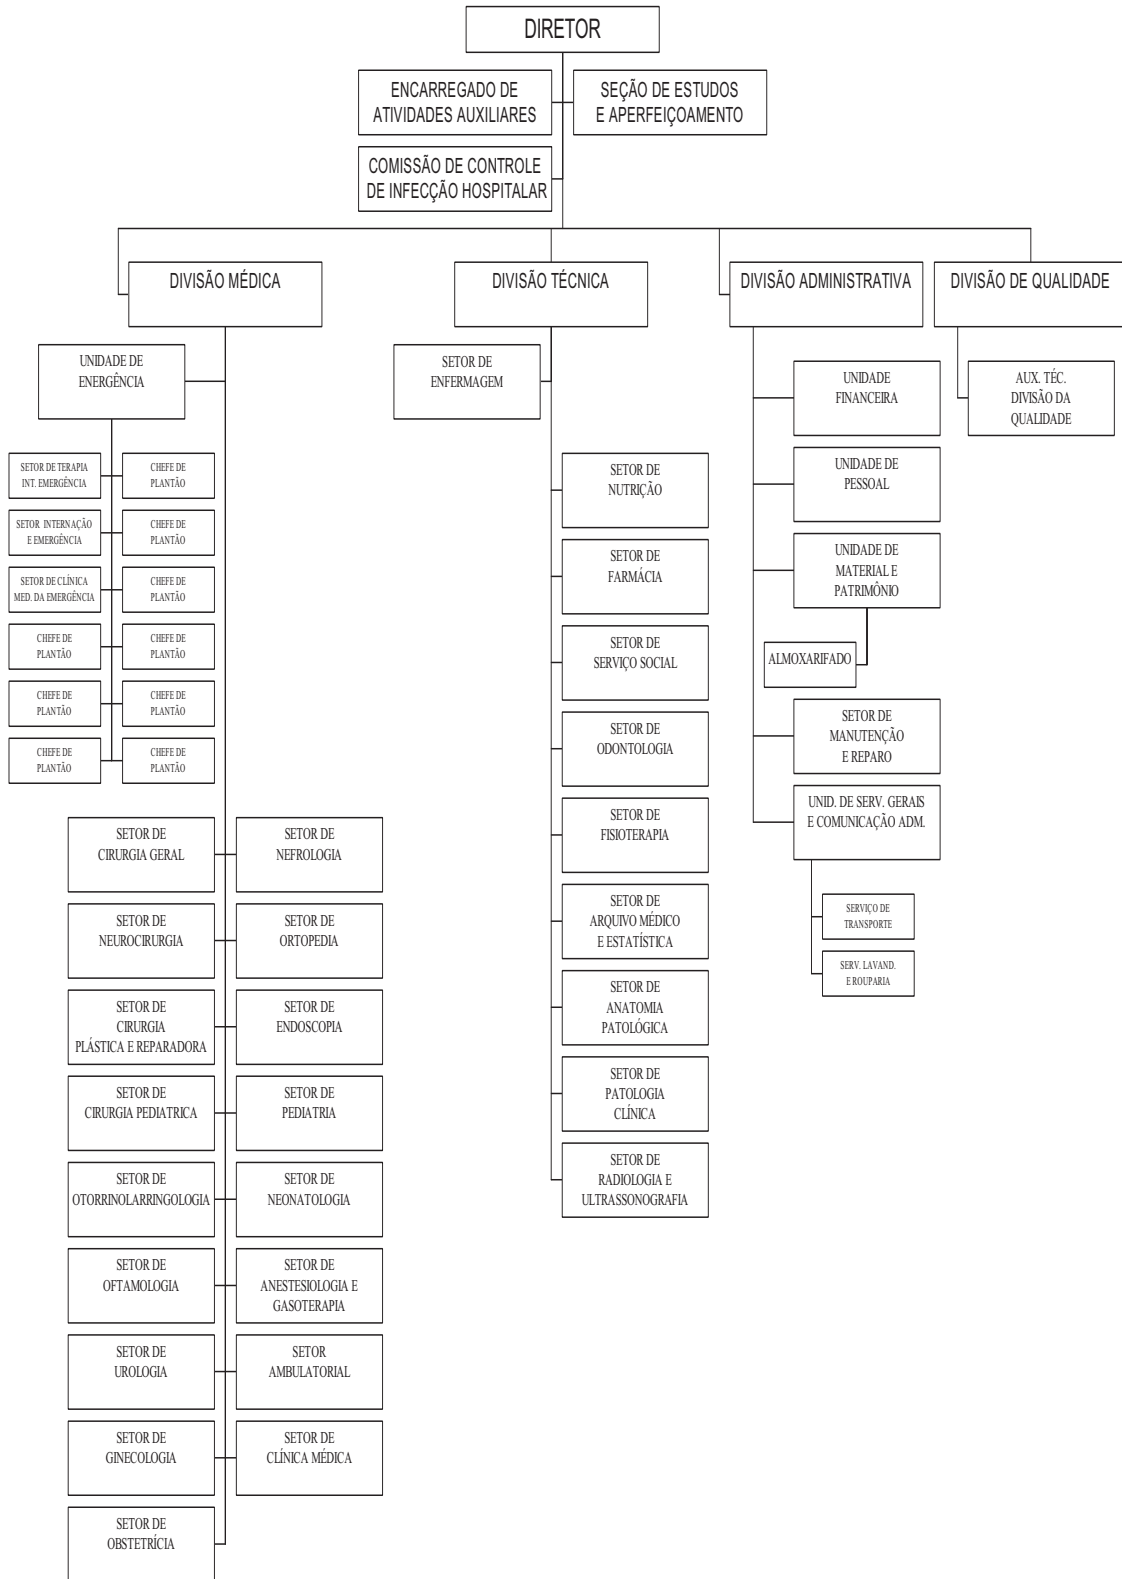 DIRETOR
ENCARREGADO DE
ATIVIDADES AUXILIARES
SEÇÃO DE ESTUDOS
E APERFEIÇOAMENTO
COMISSÃO DE CONTROLE
DE INFECÇÃO HOSPITALAR
DIVISÃO MÉDICA
DIVISÃO TÉCNICA
DIVISÃO ADMINISTRATIVA
DIVISÃO DE QUALIDADE
UNIDADE DE
ENERGÊNCIA
SETOR DE TERAPIA
INT. EMERGÊNCIA
CHEFE DE
PLANTÃO
SETOR INTERNAÇÃO
E EMERGÊNCIA
CHEFE DE
PLANTÃO
SETOR DE CLÍNICA
MED. DA EMERGÊNCIA
CHEFE DE
PLANTÃO
CHEFE DE
PLANTÃO
CHEFE DE
PLANTÃO
CHEFE DE
PLANTÃO
CHEFE DE
PLANTÃO
CHEFE DE
PLANTÃO
CHEFE DE
PLANTÃO
SETOR DE
CIRURGIA GERAL
SETOR DE
NEFROLOGIA
SETOR DE
NEUROCIRURGIA
SETOR DE
ORTOPEDIA
SETOR DE
CIRURGIA
PLÁSTICA E REPARADORA
SETOR DE
ENDOSCOPIA
SETOR DE
CIRURGIA PEDIATRICA
SETOR DE
PEDIATRIA
SETOR DE
OTORRINOLARRINGOLOGIA
SETOR DE
NEONATOLOGIA
SETOR DE
OFTAMOLOGIA
SETOR DE
ANESTESIOLOGIA E
GASOTERAPIA
SETOR DE
UROLOGIA
SETOR
AMBULATORIAL
SETOR DE
GINECOLOGIA
SETOR DE
CLÍNICA MÉDICA
SETOR DE
OBSTETRÍCIA
SETOR DE
ENFERMAGEM
SETOR DE
NUTRIÇÃO
SETOR DE
FARMÁCIA
SETOR DE
SERVIÇO SOCIAL
SETOR DE
ODONTOLOGIA
SETOR DE
FISIOTERAPIA
SETOR DE
ARQUIVO MÉDICO
E ESTATÍSTICA
SETOR DE
ANATOMIA
PATOLÓGICA
SETOR DE
PATOLOGIA
CLÍNICA
SETOR DE
RADIOLOGIA E
ULTRASSONOGRAFIA
UNIDADE
FINANCEIRA
UNIDADE DE
PESSOAL
UNIDADE DE
MATERIAL E
PATRIMÔNIO
ALMOXARIFADO
SETOR DE
MANUTENÇÃO
E REPARO
UNID. DE SERV. GERAIS
E COMUNICAÇÃO ADM.
SERVIÇO DE
TRANSPORTE
SERV. LAVAND.
E ROUPARIA
AUX. TÉC.
DIVISÃO DA
QUALIDADE